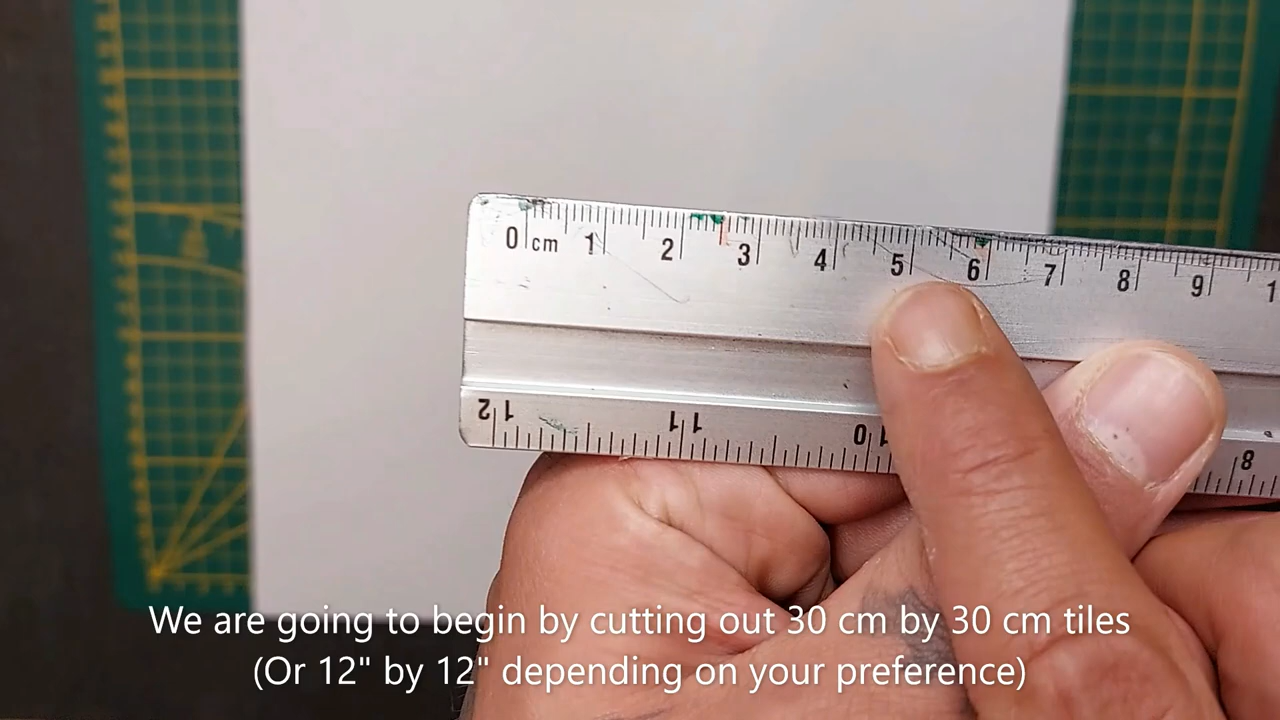 0 cm 1 2 3 4 5 6 7 8 9 1
12 11 10 8
We are going to begin by cutting out 30 cm by 30 cm tiles
(Or 12" by 12" depending on your preference)